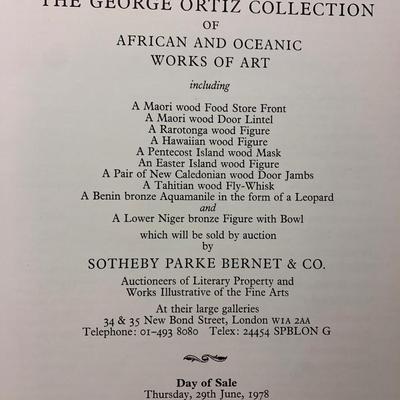 THE GEORGE ORTIZ COLLECTION
OF
AFRICAN AND OCEANIC
WORKS OF ART
including
A Maori wood Food Store Front
A Maori wood Door Lintel
A Rarotonga wood Figure
A Hawaiian wood Figure
A Pentecost Island wood Mask
An Easter Island wood Figure
A Pair of New Caledonian wood Door Jambs
A Tahitian wood Fly-Whisk
A Benin bronze Aquamanile in the form of a Leopard
and
A Lower Niger bronze Figure with Bowl
which will be sold by auction
by
SOTHEBY PARKE BERNET & CO.
Auctioneers of Literary Property and
Works Illustrative of the Fine Arts
At their large galleries
34 & 35 New Bond Street, London W1A 2AA
Telephone: 01-493 8080 Telex: 24454 SPBLON G
Day of Sale
Thursday, 29th June, 1978